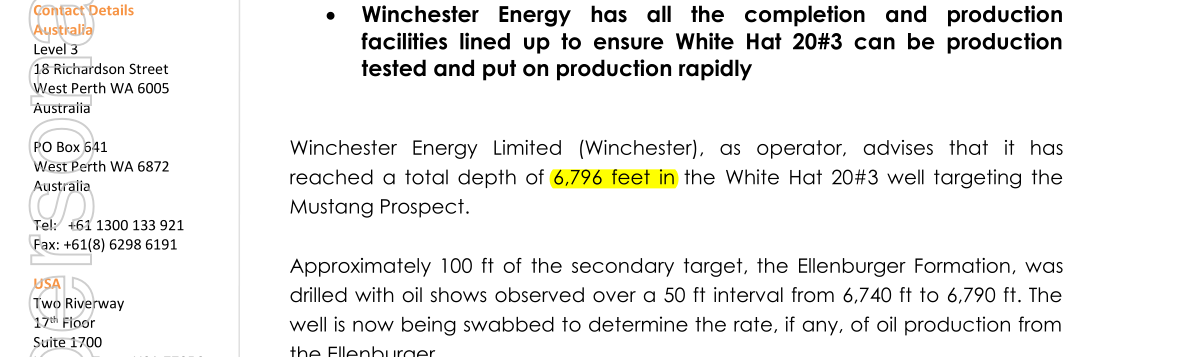 Contact Details
Australia
Level 3
18 Richardson Street
West Perth WA 6005
Australia
PO Box 641
West Perth WA 6872
Australia
Tel: +61 1300 133 921
Fax: +61(8) 6298 6191
USA
Two Riverway
17th Floor
Suite 1700
• Winchester Energy has all the completion and production
facilities lined up to ensure White Hat 20#3 can be production
tested and put on production rapidly
Winchester Energy Limited (Winchester), as operator, advises that it has
reached a total depth of 6,796 feet in the White Hat 20#3 well targeting the
Mustang Prospect.
Approximately 100 ft of the secondary target, the Ellenburger Formation, was
drilled with oil shows observed over a 50 ft interval from 6,740 ft to 6,790 ft. The
well is now being swabbed to determine the rate, if any, of oil production from
the Ellenburger.